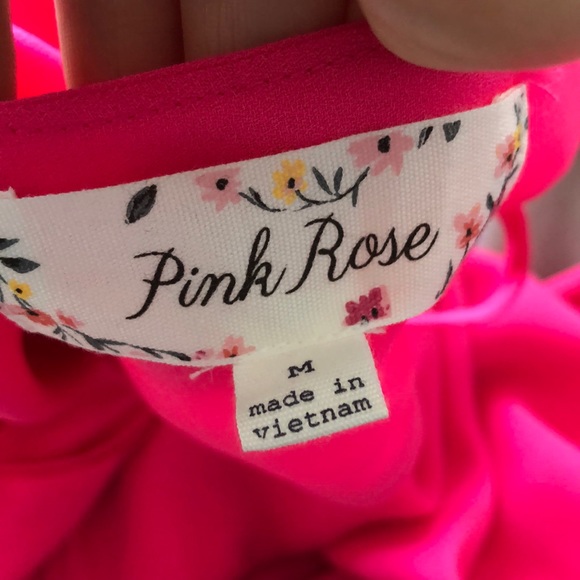 Pink Rose
M
made in
vietnam